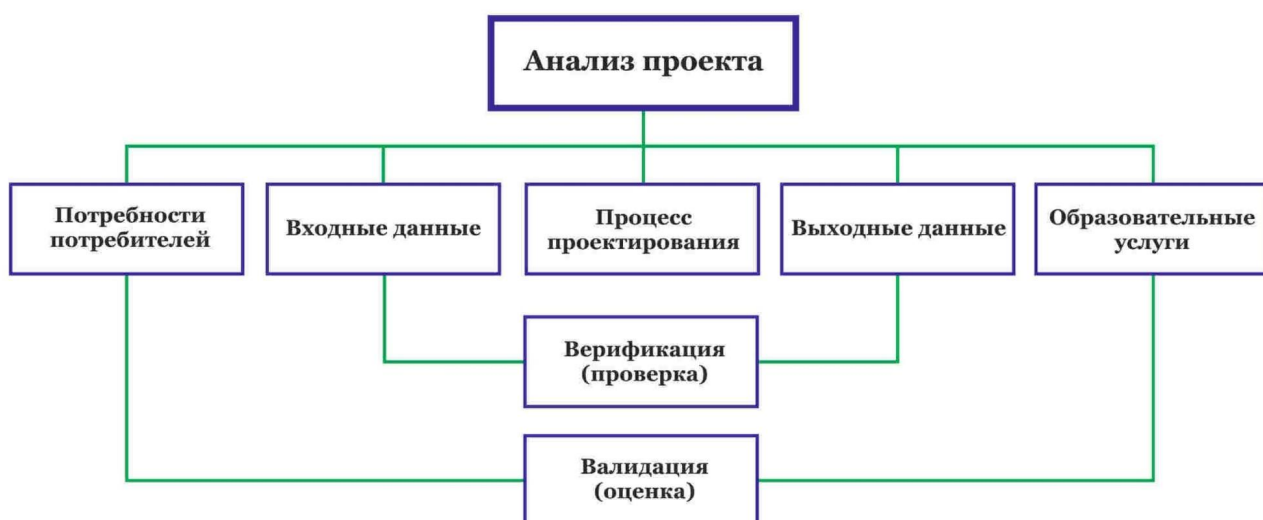 Анализ проекта
Потребности
потребителей
Входные данные
Процесс
проектирования
Выходные данные
Образовательные
услуги
Верификация
(проверка)
Валидация
(оценка)